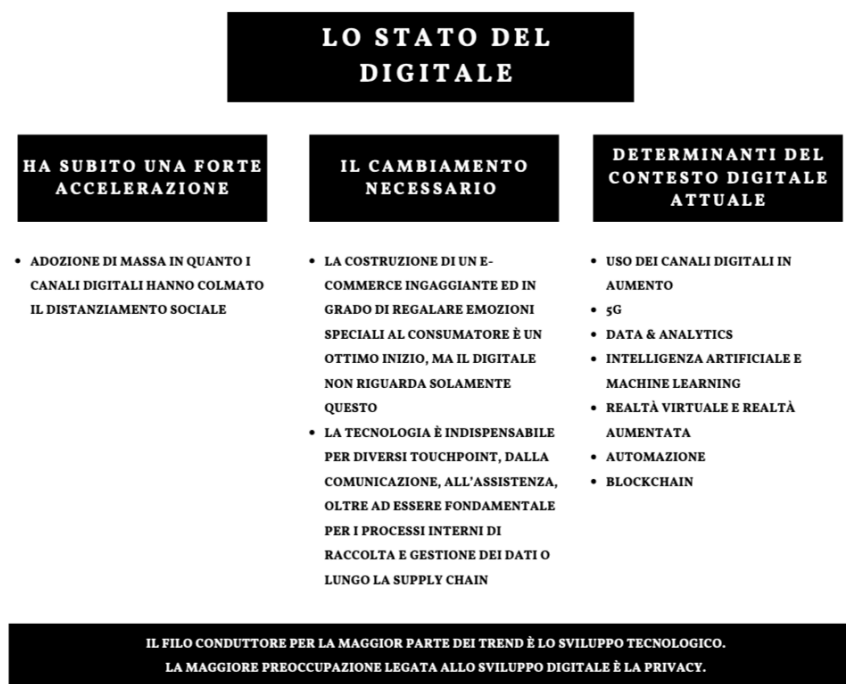 LO STATO DEL
DIGITALE
HA SUBITO UNA FORTE
ACCELERAZIONE
• ADOZIONE DI MASSA IN QUANTO I
CANALI DIGITALI HANNO COLMATO
IL DISTANZIAMENTO SOCIALE
IL CAMBIAMENTO
NECESSARIO
• LA COSTRUZIONE DI UN E-
COMMERCE INGAGGIANTE ED IN
GRADO DI REGALARE EMOZIONI
SPECIALI AL CONSUMATORE È UN
OTTIMO INIZIO, MA IL DIGITALE
NON RIGUARDA SOLAMENTE
QUESTO
• LA TECNOLOGIA È INDISPENSABILE
PER DIVERSI TOUCHPOINT, DALLA
COMUNICAZIONE, ALL'ASSISTENZA,
OLTRE AD ESSERE FONDAMENTALE
PER I PROCESSI INTERNI DI
RACCOLTA E GESTIONE DEI DATI O
LUNGO LA SUPPLY CHAIN
DETERMINANTI DEL
CONTESTO DIGITALE
ATTUALE
• USO DEI CANALI DIGITALI IN
AUMENTO
• 5G
• DATA & ANALYTICS
• INTELLIGENZA ARTIFICIALE E
MACHINE LEARNING
• REALTÀ VIRTUALE E REALTÀ
AUMENTATA
• AUTOMAZIONE
• BLOCKCHAIN
IL FILO CONDUTTORE PER LA MAGGIOR PARTE DEI TREND È LO SVILUPPO TECNOLOGICO.
LA MAGGIORE PREOCCUPAZIONE LEGATA ALLO SVILUPPO DIGITALE È LA PRIVACY.